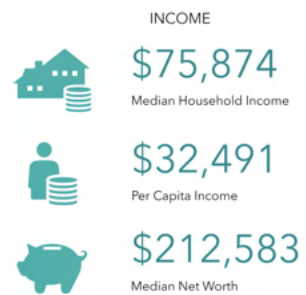 INCOME
$75,874
Median Household Income
$32,491
Per Capita Income
$212,583
Median Net Worth